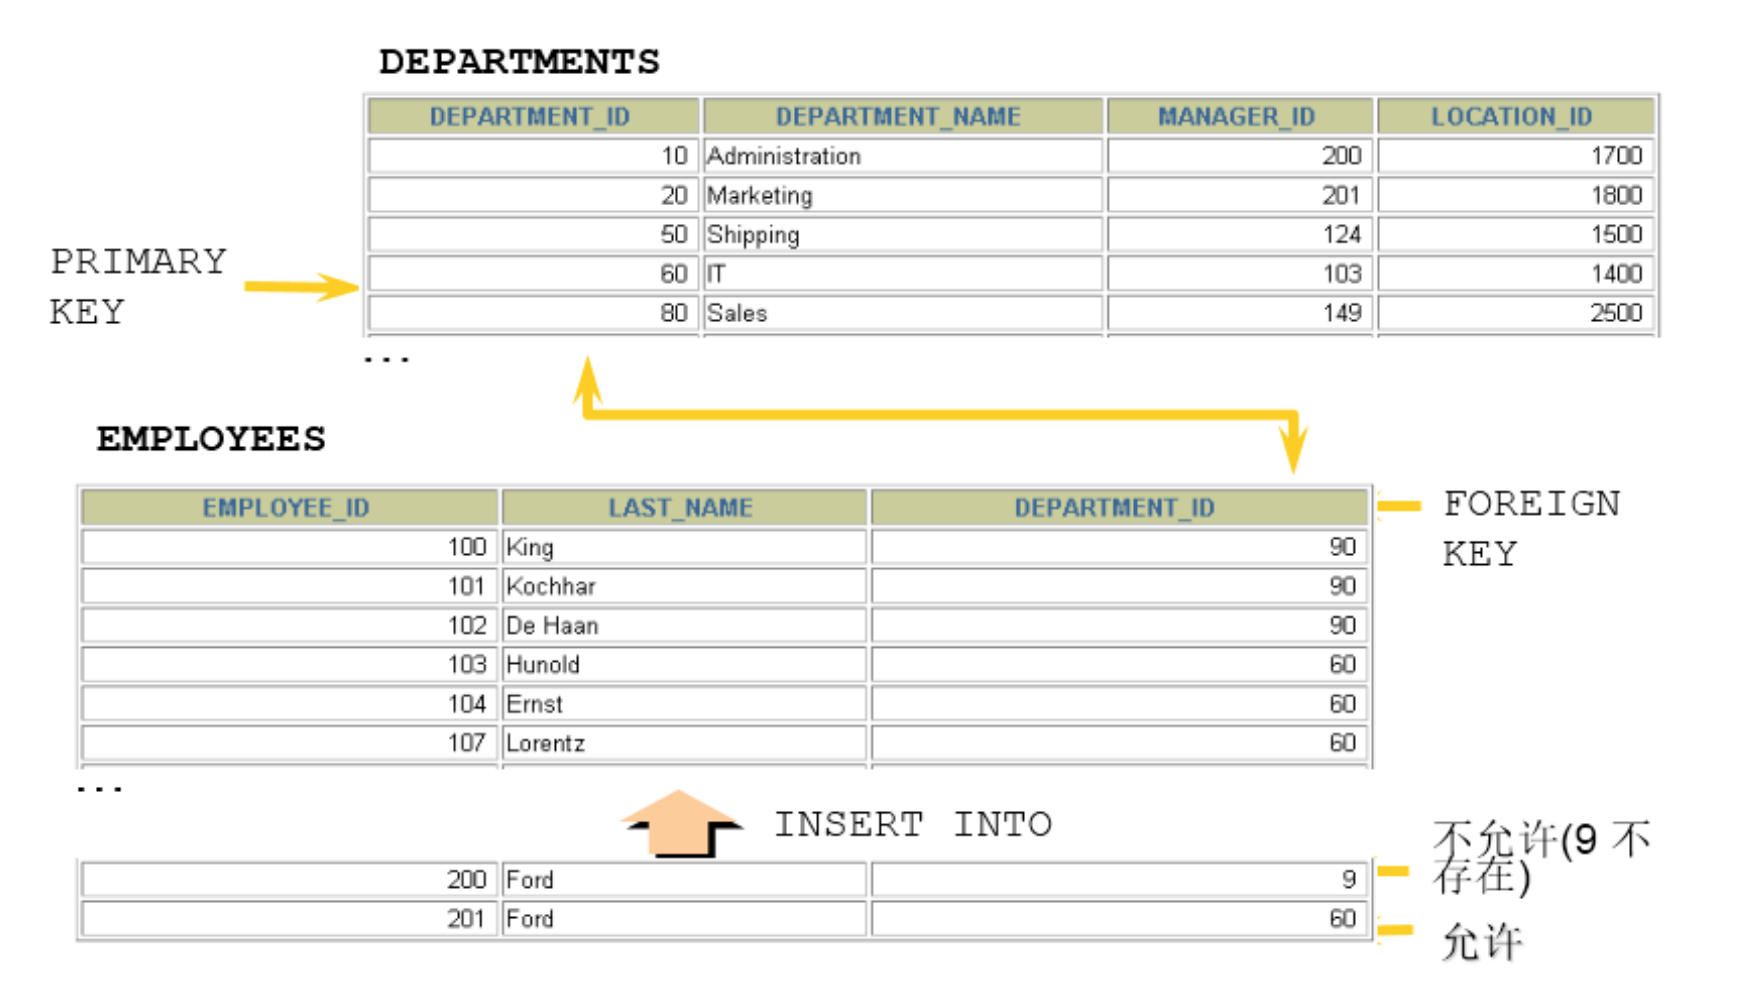 DEPARTMENTS
DEPARTMENT_ID DEPARTMENT_NAME MANAGER_ID LOCATION_ID
10 Administration 200 1700
20 Marketing 201 1800
50 Shipping 124 1500
60 IT 103 1400
80 Sales 149 2500
...
PRIMARY
KEY
EMPLOYEES
EMPLOYEE_ID LAST_NAME DEPARTMENT_ID
100 King 90
101 Kochhar 90
102 De Haan 90
103 Hunold 60
104 Ernst 60
107 Lorentz 60
...
FOREIGN
KEY
INSERT INTO
200 Ford 9
201 Ford 60
不允许(9 不
存在)
允许